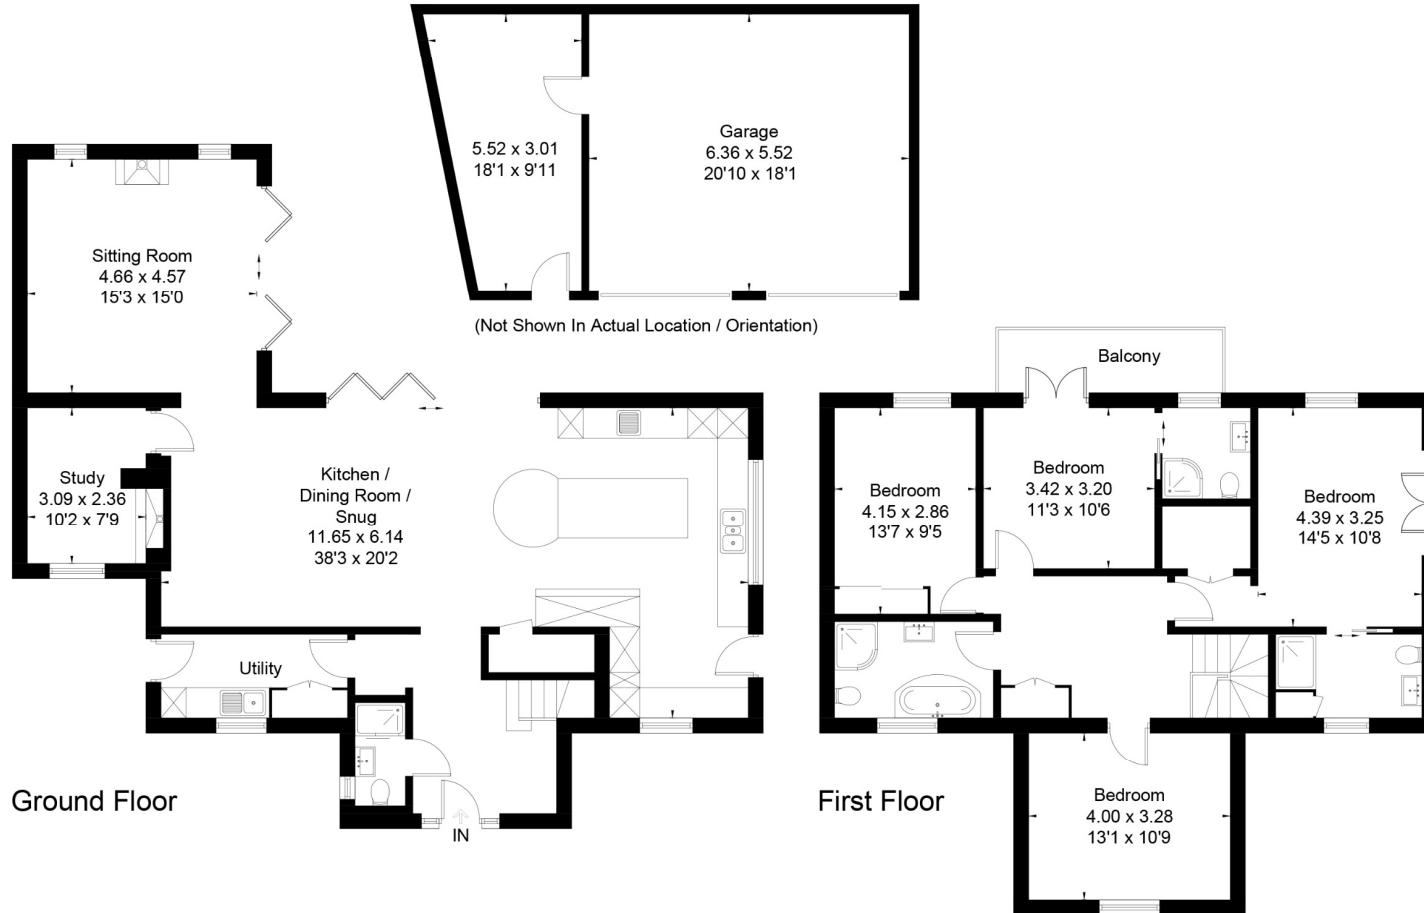 5.52 x 3.01
18'1 x 9'11
Garage
6.36 x 5.52
20'10 x 18'1
(Not Shown In Actual Location / Orientation)
Sitting Room
4.66 x 4.57
15'3 x 15'0
Study
3.09 x 2.36
10'2 x 7'9
Kitchen /
Dining Room /
Snug
11.65 x 6.14
38'3 x 20'2
Utility
IN
Ground Floor
Balcony
Bedroom
4.15 x 2.86
13'7 x 9'5
Bedroom
3.42 x 3.20
11'3 x 10'6
Bedroom
4.39 x 3.25
14'5 x 10'8
Bedroom
4.00 x 3.28
13'1 x 10'9
First Floor